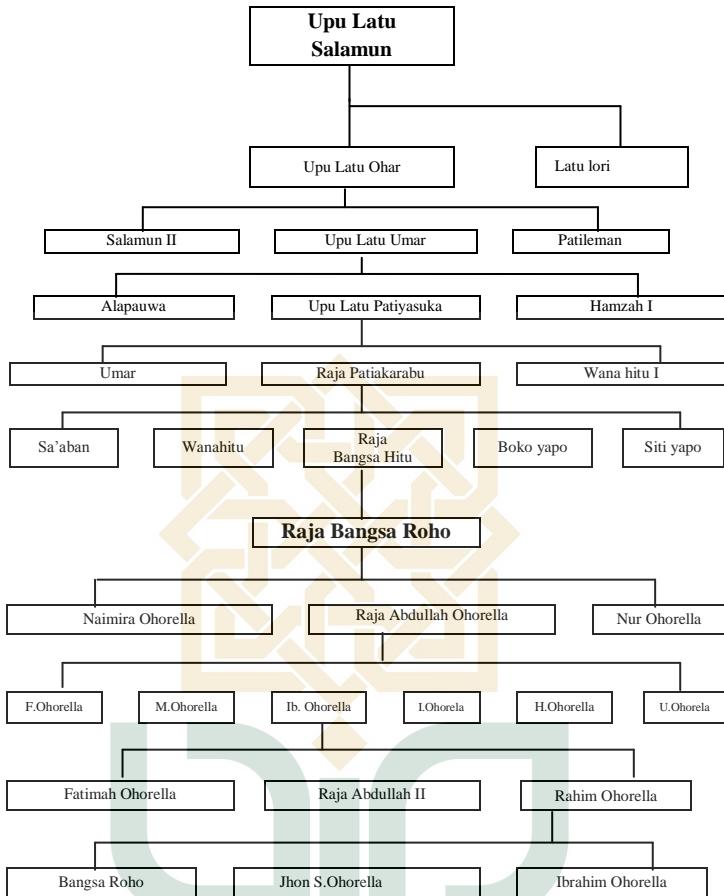 Upu Latu
Salamun
Upu Latu Ohar
Latu lori
Salamun II
Upu Latu Umar
Patileman
Alapauwa
Upu Latu Patiyasuka
Hamzah I
Umar
Raja Patiakarabu
Wana hitu I
Sa'aban
Wanahitu
Raja
Bangsa Hitu
Boko yapo
Siti yapo
Raja Bangsa Roho
Naimira Ohorella
Raja Abdullah Ohorella
Nur Ohorella
F.Ohorella
M.Ohorella
Ib. Ohorella
I.Ohorela
H.Ohorella
U.Ohorela
Fatimah Ohorella
Raja Abdullah II
Rahim Ohorella
Bangsa Roho
Jhon S.Ohorella
Ibrahim Ohorella